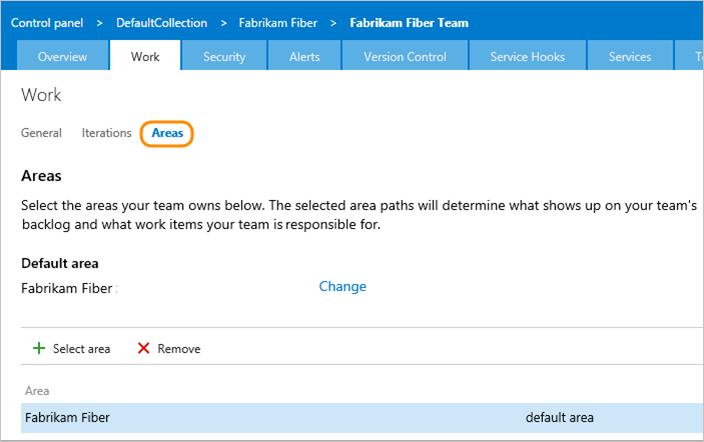 Control panel > DefaultCollection > Fabrikam Fiber > Fabrikam Fiber Team
Overview Work Security Alerts Version Control Service Hooks Services
Work
General Iterations Areas
Areas
Select the areas your team owns below. The selected area paths will determine what shows up on your team's
backlog and what work items your team is responsible for.
Default area
Fabrikam Fiber Change
Select area Remove
Area
Fabrikam Fiber default area